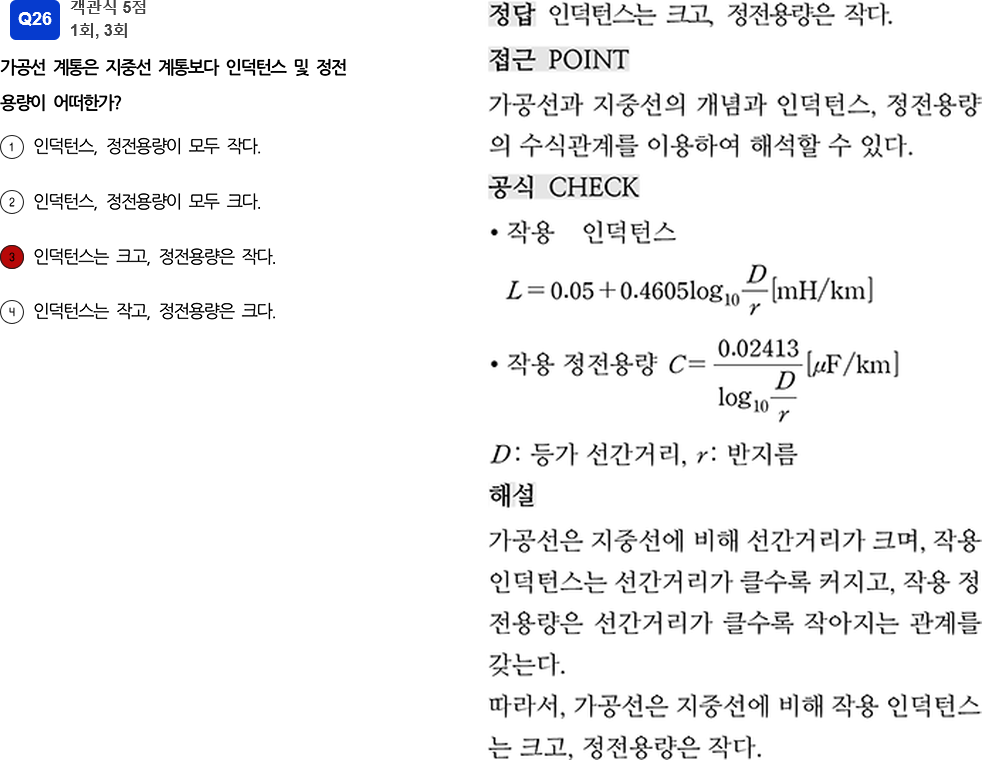 Q26
객관식 5점
1회, 3회
가공선 계통은 지중선 계통보다 인덕턴스 및 정전
용량이 어떠한가?
① 인덕턴스, 정전용량이 모두 작다.
② 인덕턴스, 정전용량이 모두 크다.
③ 인덕턴스는 크고, 정전용량은 작다.
④ 인덕턴스는 작고, 정전용량은 크다.
정답 인덕턴스는 크고, 정전용량은 작다.
접근 POINT
가공선과 지중선의 개념과 인덕턴스, 정전용량
의 수식관계를 이용하여 해석할 수 있다.
공식 CHECK
• 작용 인덕턴스
L = 0.05 + 0.4605log₁₀ D/r [mH/km]
• 작용 정전용량 C = 0.02413 / log₁₀ D/r [μF/km]
D: 등가 선간거리, r: 반지름
해설
가공선은 지중선에 비해 선간거리가 크며, 작용
인덕턴스는 선간거리가 클수록 커지고, 작용 정
전용량은 선간거리가 클수록 작아지는 관계를
갖는다.
따라서, 가공선은 지중선에 비해 작용 인덕턴스
는 크고, 정전용량은 작다.